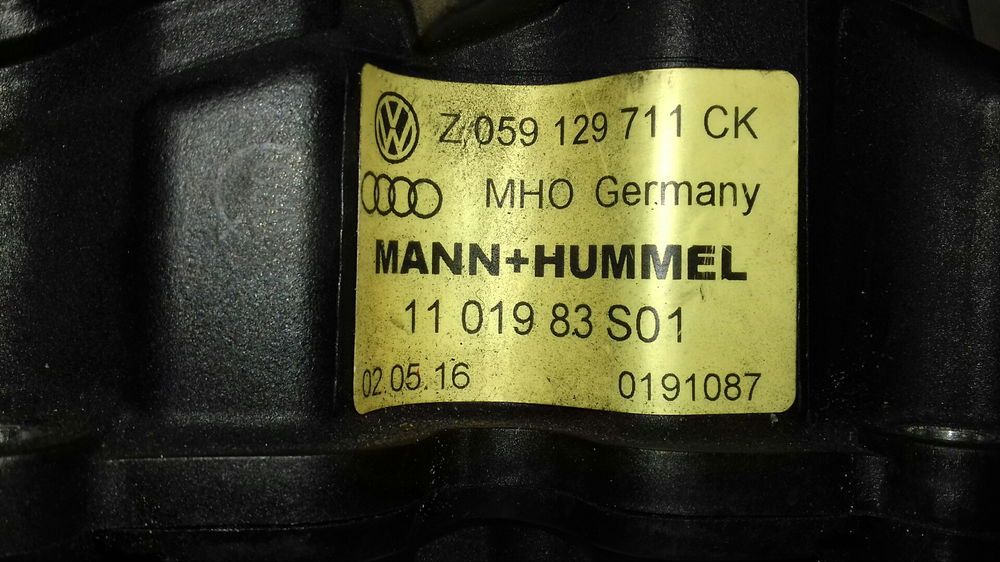 Z 059 129 711 CK
MHO Germany
MANN+HUMMEL
11 019 83 S01
02.05.16 0191087